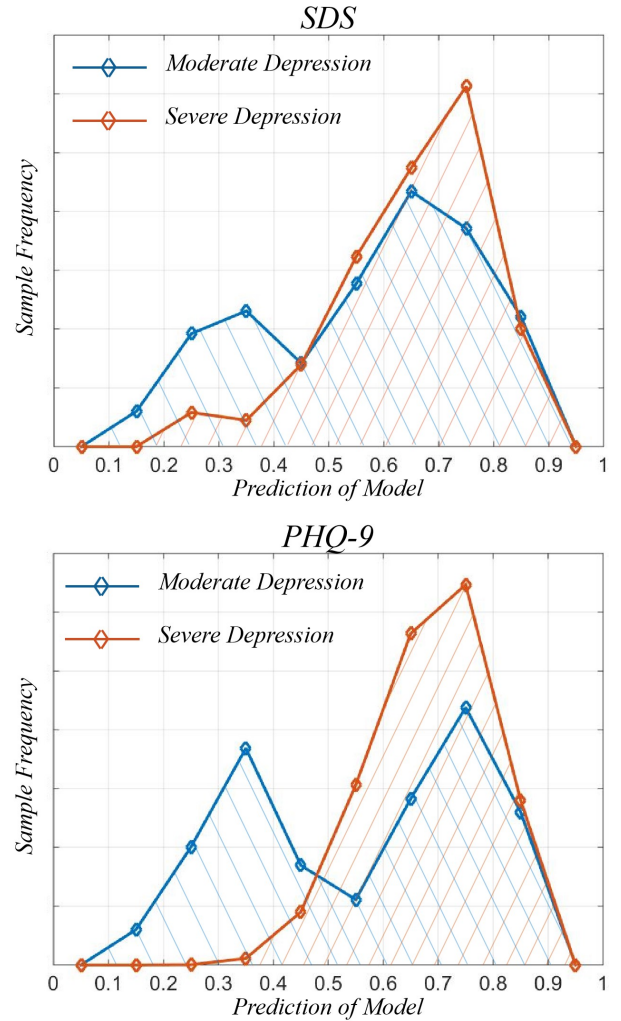 SDS
Moderate Depression
Severe Depression
Sample Frequency
0 0.1 0.2 0.3 0.4 0.5 0.6 0.7 0.8 0.9 1
Prediction of Model
PHQ-9
Moderate Depression
Severe Depression
Sample Frequency
0 0.1 0.2 0.3 0.4 0.5 0.6 0.7 0.8 0.9 1
Prediction of Model